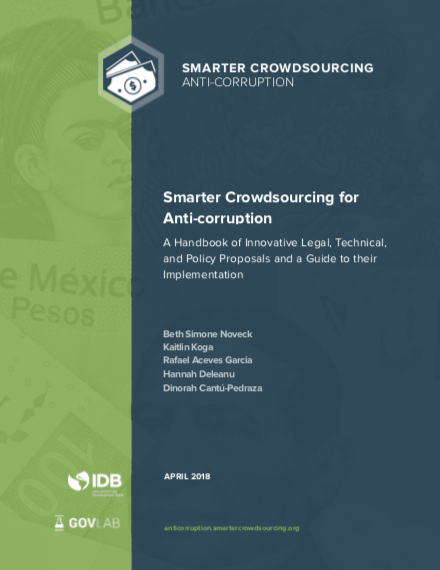 Banco
SMARTER CROWDSOURCING
ANTI-CORRUPTION
Smarter Crowdsourcing for
Anti-corruption
A Handbook of Innovative Legal, Technical,
and Policy Proposals and a Guide to their
Implementation
e México
Pesos
Beth Simone Noveck
Kaitlin Koga
Rafael Aceves Garcia
Hannah Deleanu
Dinorah Cantú-Pedraza
100
IDB
APRIL 2018
GOVLAB
anticorruption.smartercrowdsourcing.org